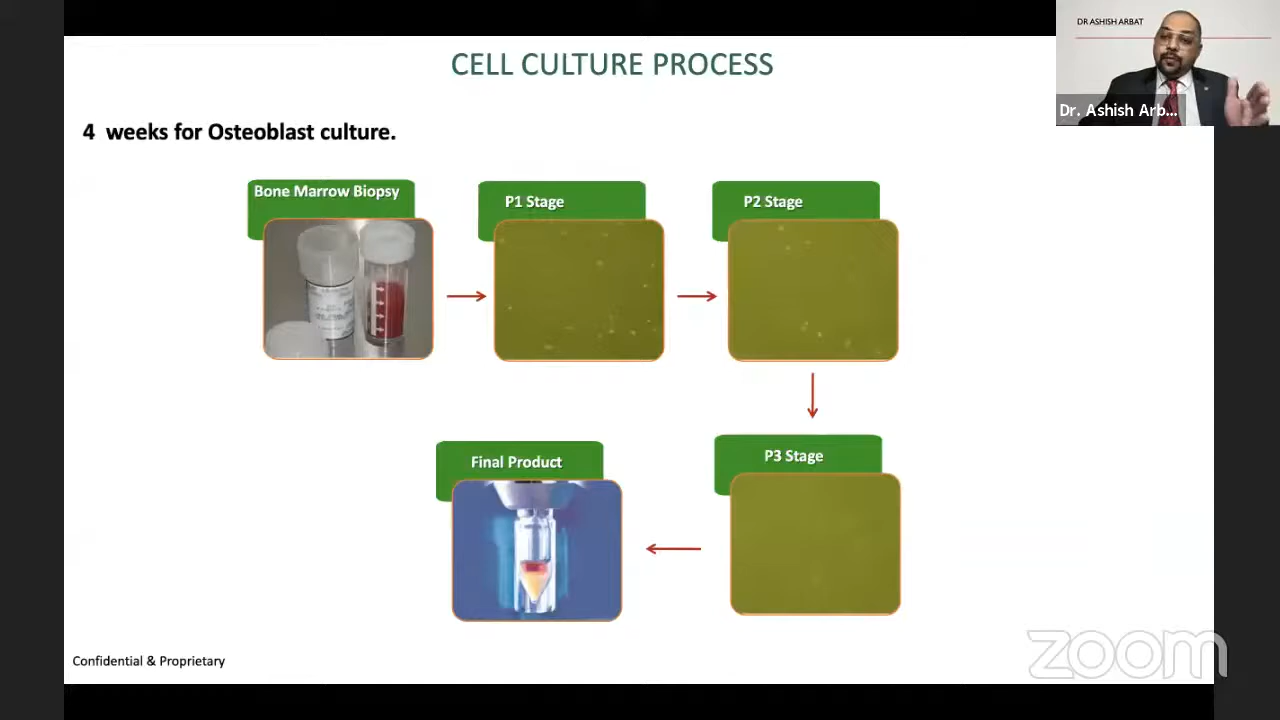 CELL CULTURE PROCESS
DR ASHISH ARBAT
Dr. Ashish Arb...
4 weeks for Osteoblast culture.
Bone Marrow Biopsy
P1 Stage
P2 Stage
Final Product
P3 Stage
Confidential & Proprietary
zoom